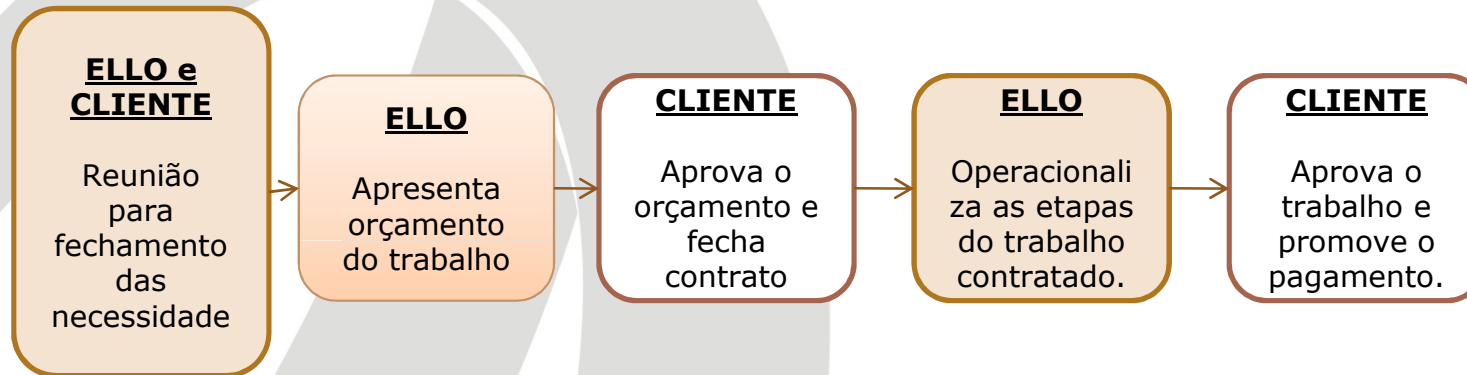 ELLO e
CLIENTE
Reunião
para
fechamento
das
necessidade
ELLO
Apresenta
orçamento
do trabalho
CLIENTE
Aprova o
orçamento e
fecha
contrato
ELLO
Operacionali
za as etapas
do trabalho
contratado.
CLIENTE
Aprova o
trabalho e
promove o
pagamento.